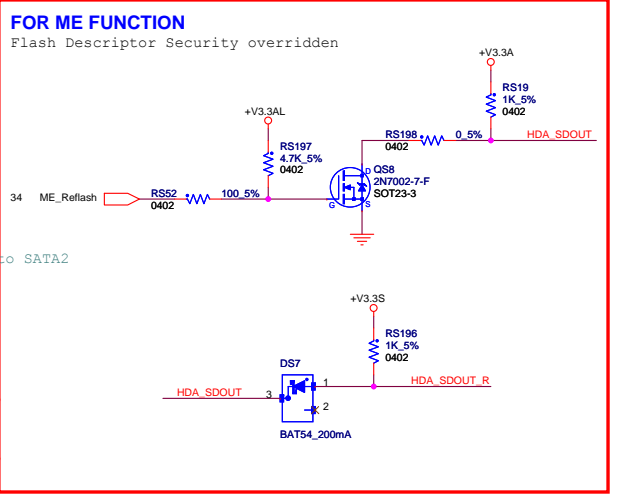 FOR ME FUNCTION
Flash Descriptor Security overridden
+V3.3A
RS19
1K_5%
0402
+V3.3AL
RS197
4.7K_5%
0402
RS198 0_5%
0402
HDA_SDOUT
D
QS8
2N7002-7-F
SOT23-3
G
S
34 ME_Reflash
RS52 100_5%
0402
to SATA2
+V3.3S
RS196
1K_5%
0402
DS7
HDA_SDOUT
3
1
2
HDA_SDOUT_R
BAT54_200mA